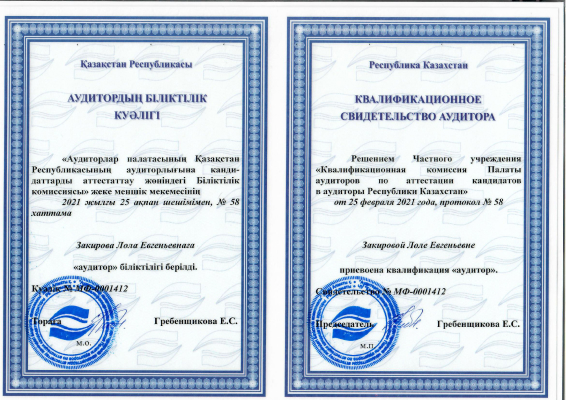 Қазақстан Республикасы
АУДИТОРДЫҢ БІЛІКТІЛІК
КУӘЛІГІ
«Аудиторлар палатасының Қазақстан
Республикасының аудиторлығына канди-
даттарды аттестаттау жөніндегі Біліктілік
комиссиясы» жеке меншік мекемесінің
2021 жылғы 25 ақпан шешімімен, № 58
хаттама
Закирова Лола Евгеньевнаға
«аудитор» біліктілігі берілді.
Куәлік № МФ-0001412
Төраға Гребенщикова Е.С.
м.о.
Республика Казахстан
КВАЛИФИКАЦИОННОЕ
СВИДЕТЕЛЬСТВО АУДИТОРА
Решением Частного учреждения
«Квалификационная комиссия Палаты
аудиторов по аттестации кандидатов
в аудиторы Республики Казахстан»
от 25 февраля 2021 года, протокол № 58
Закировой Лоле Евгеньевне
присвоена квалификация «аудитор».
Свидетельство № МФ-0001412
Председатель Гребенщикова Е.С.
м.п.